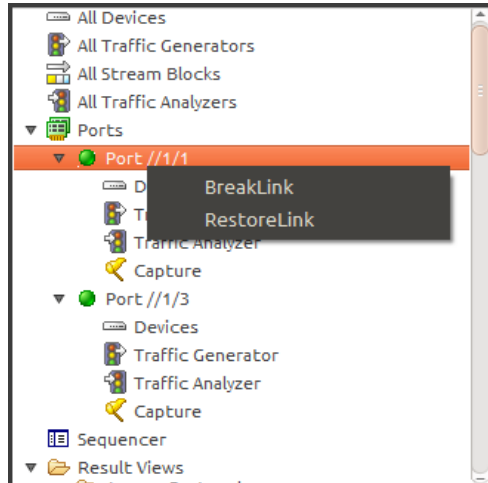 All Devices
All Traffic Generators
All Stream Blocks
All Traffic Analyzers
Ports
Port //1/1
BreakLink
RestoreLink
Traffic Analyzer
Capture
Port //1/3
Devices
Traffic Generator
Traffic Analyzer
Capture
Sequencer
Result Views